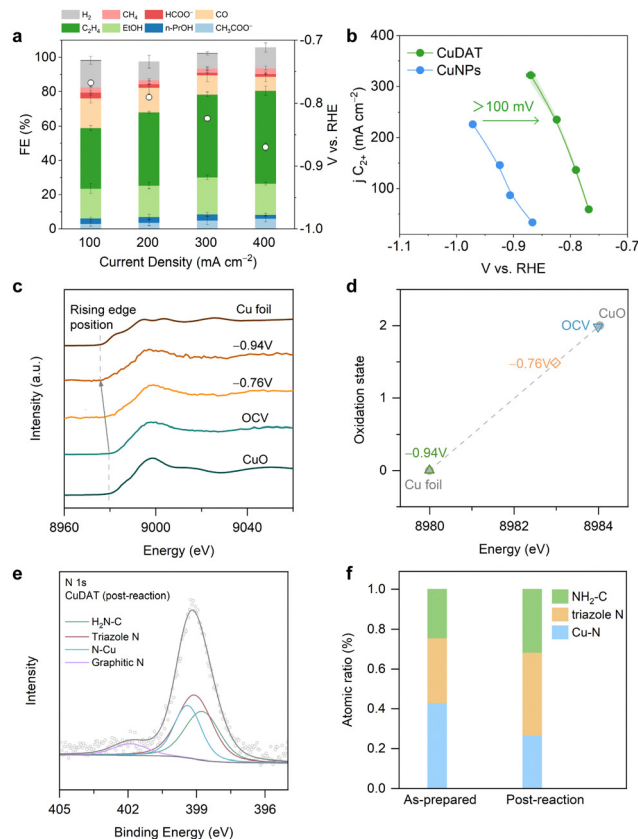 a
H₂ CH₄ HCOO⁻ CO
C₂H₄ EtOH n-PrOH CH₃COO⁻
FE (%)
100
80
60
40
20
0
-0.7
-0.8
-0.9
-1.0
V vs. RHE
100 200 300 400
Current Density (mA cm⁻²)
b
CuDAT
CuNPs
>100 mV
j C₂₊ (mA cm⁻²)
400
300
200
100
-1.1 -1.0 -0.9 -0.8 -0.7
V vs. RHE
c
Rising edge
position
Cu foil
−0.94V
−0.76V
OCV
CuO
Intensity (a.u.)
8960 9000 9040
Energy (eV)
d
CuO
OCV
−0.76V
−0.94V
Cu foil
Oxidation state
2
1
0
8980 8982 8984
Energy (eV)
e
N 1s
CuDAT (post-reaction)
H₂N-C
Triazole N
N-Cu
Graphitic N
Intensity
405 402 399 396
Binding Energy (eV)
f
NH₂-C
triazole N
Cu-N
Atomic ratio (%)
1.0
0.8
0.6
0.4
0.2
0.0
As-prepared Post-reaction